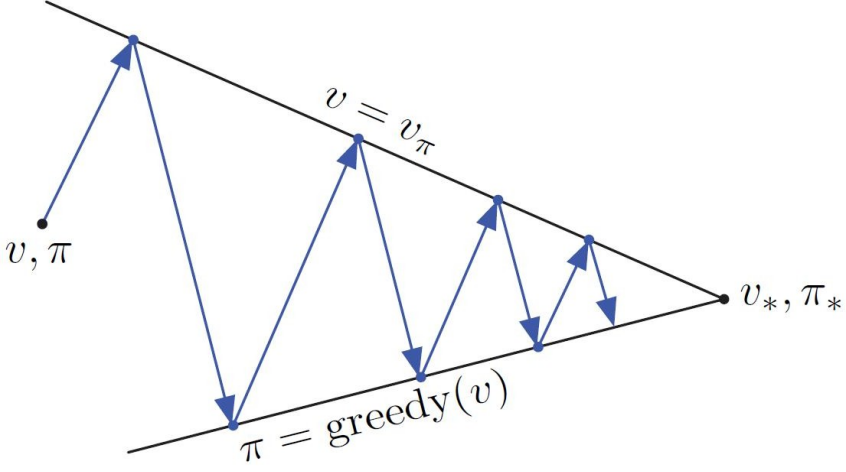 v = v_π
v, π
v_*, π_*
π = greedy(v)